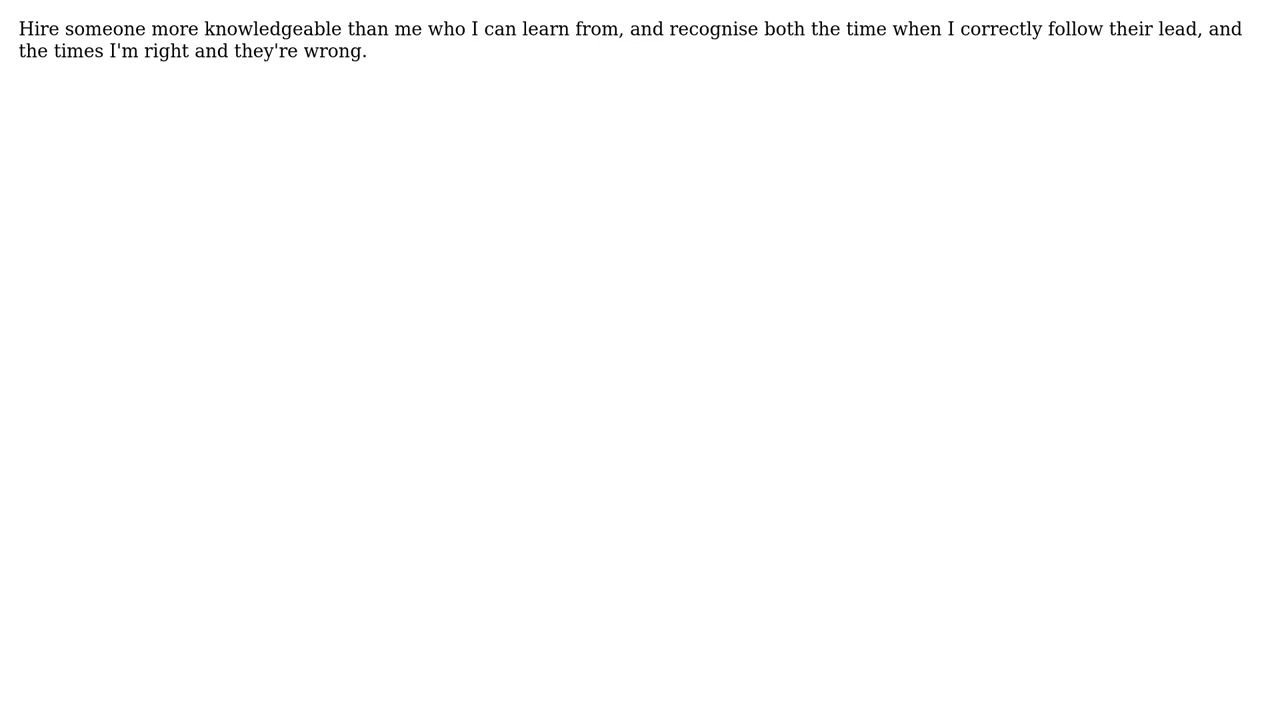 Hire someone more knowledgeable than me who I can learn from, and recognise both the time when I correctly follow their lead, and
the times I'm right and they're wrong.